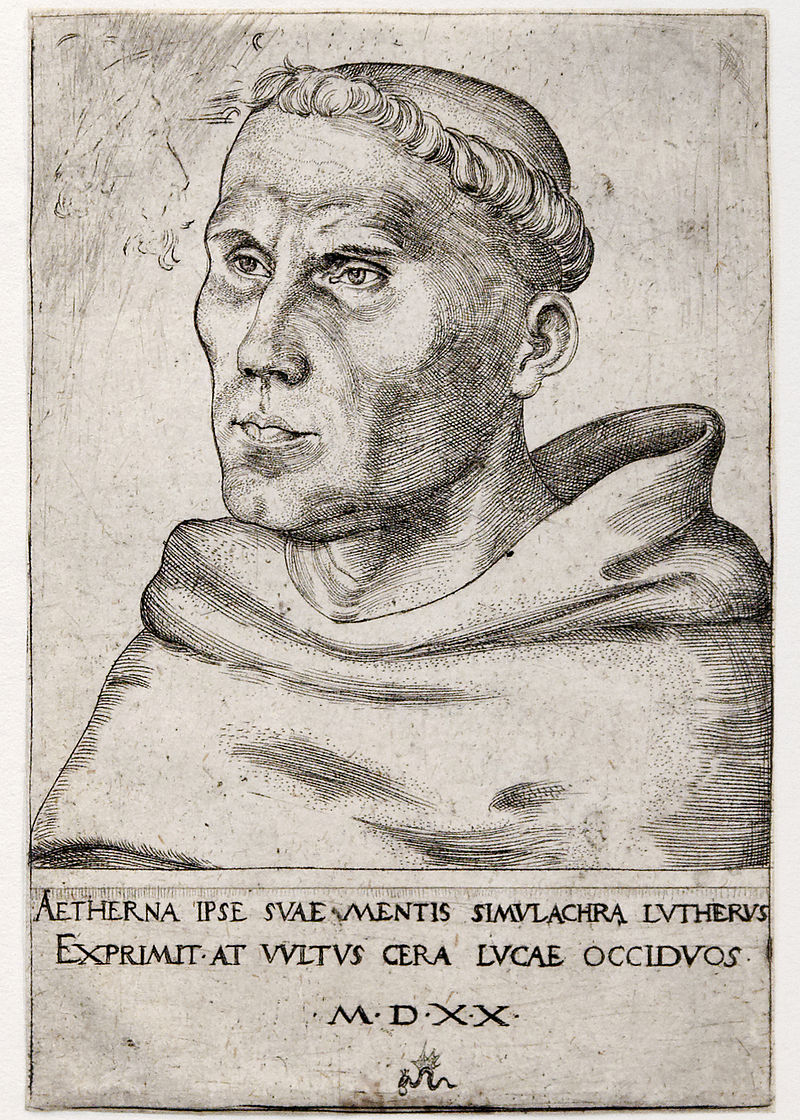 AETHERNA IPSE SVAE MENTIS SIMVLACHRA LVTHERVS
EXPRIMIT·AT VVLTVS CERA LVCAE OCCIDVOS·
·M·D·X·X·